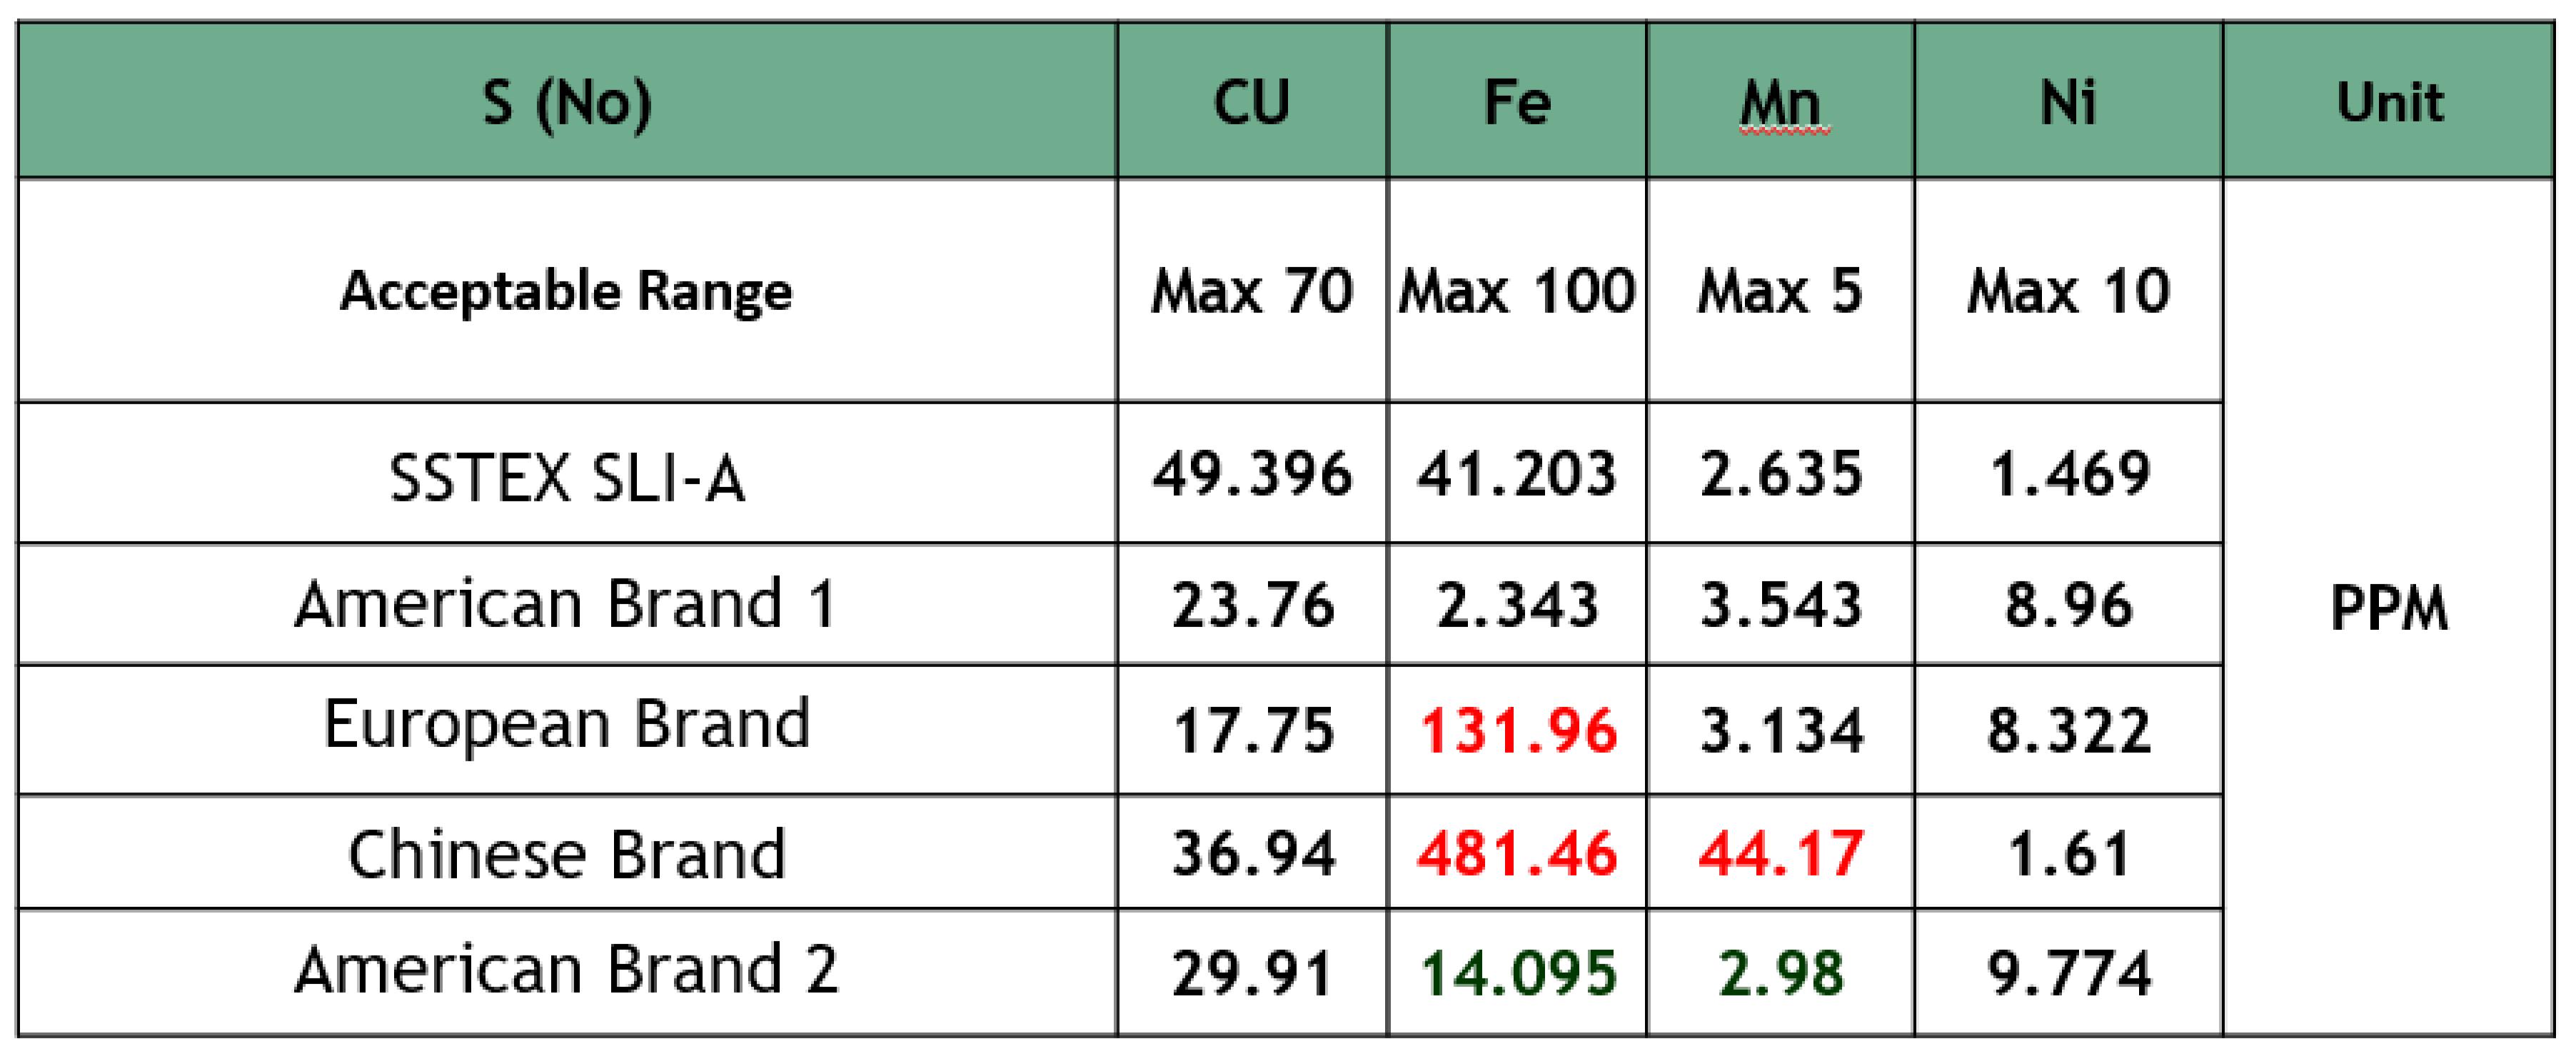 S (No) CU Fe Mn Ni Unit
Acceptable Range Max 70 Max 100 Max 5 Max 10
SSTEX SLI-A 49.396 41.203 2.635 1.469
American Brand 1 23.76 2.343 3.543 8.96 PPM
European Brand 17.75 131.96 3.134 8.322
Chinese Brand 36.94 481.46 44.17 1.61
American Brand 2 29.91 14.095 2.98 9.774